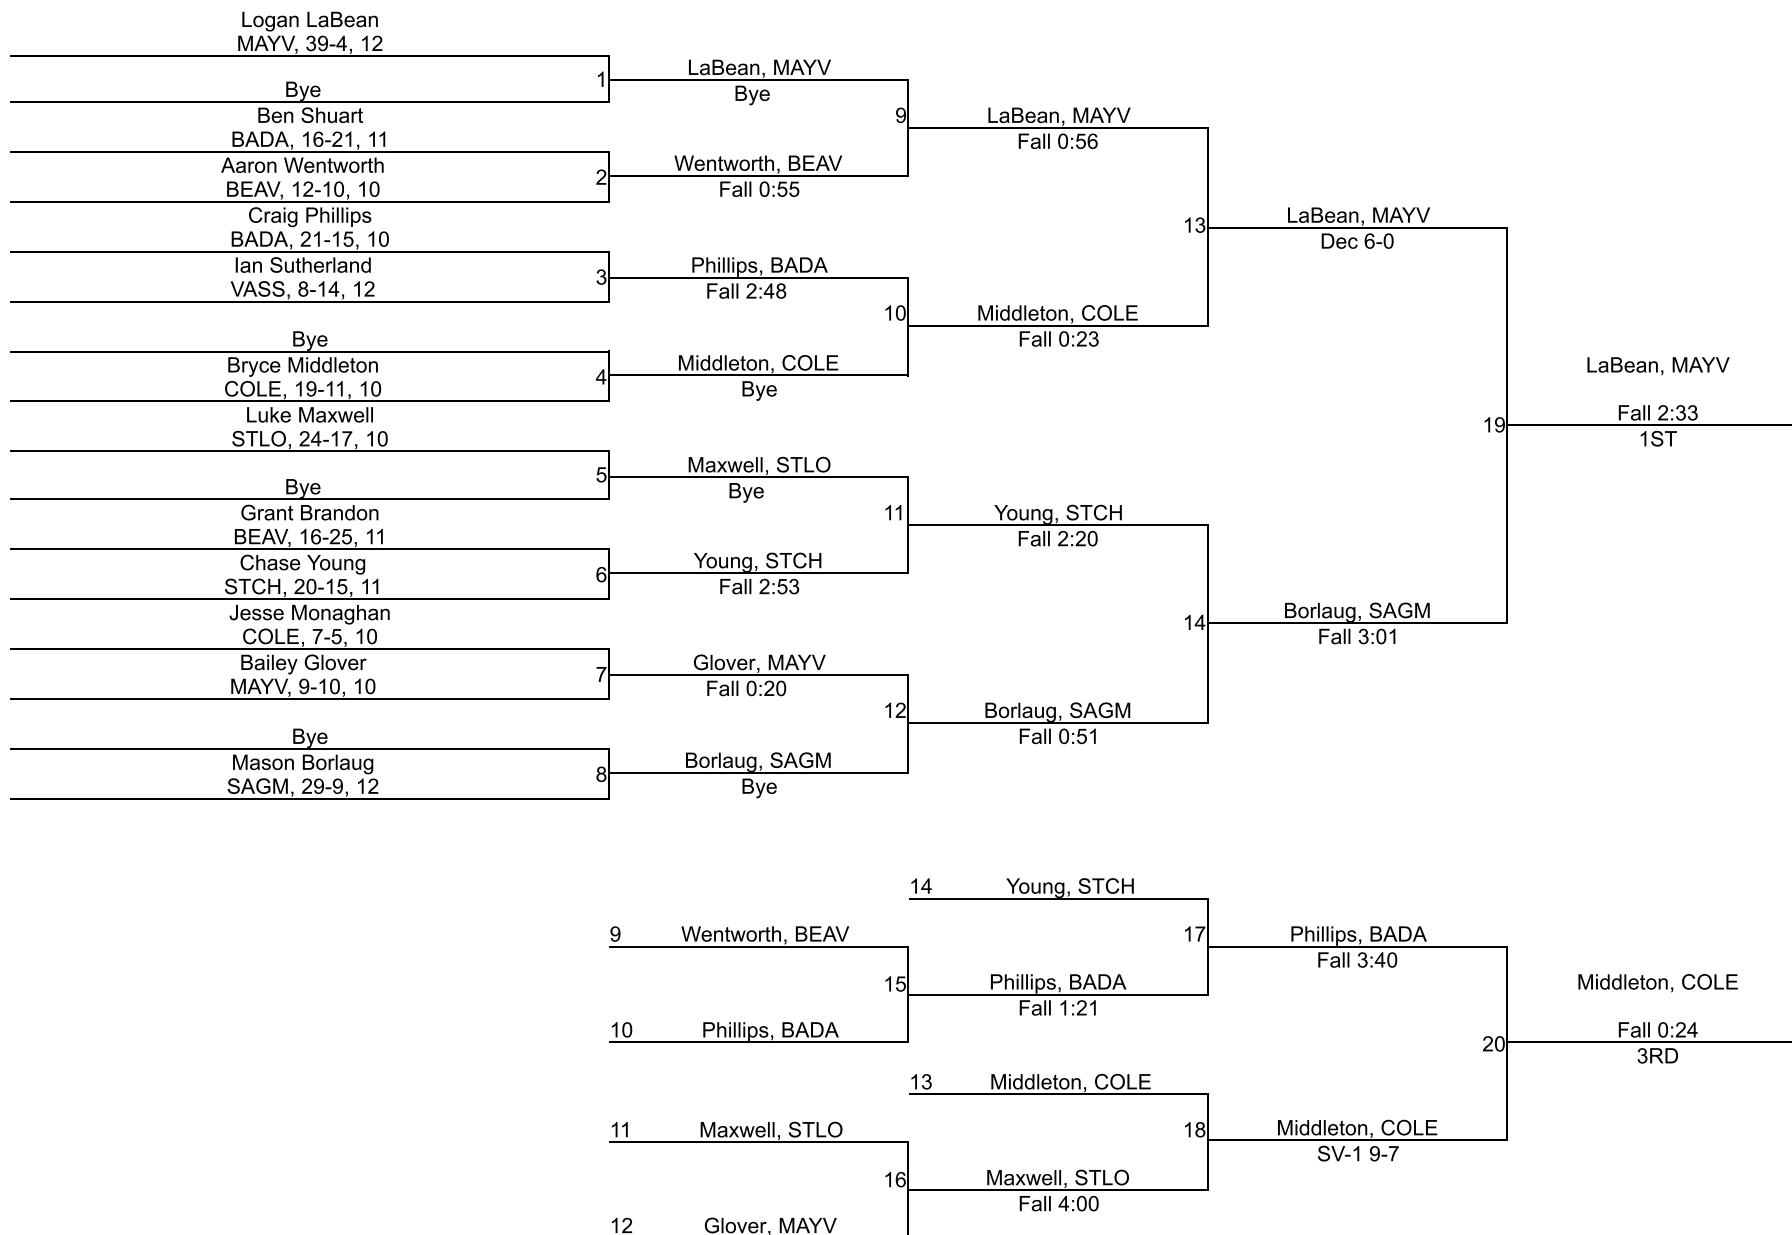 Logan LaBean
MAYV, 39-4, 12
Bye
1
LaBean, MAYV
Bye
Ben Shuart
BADA, 16-21, 11
Aaron Wentworth
BEAV, 12-10, 10
2
Wentworth, BEAV
Fall 0:55
9
LaBean, MAYV
Fall 0:56
Craig Phillips
BADA, 21-15, 10
Ian Sutherland
VASS, 8-14, 12
3
Phillips, BADA
Fall 2:48
Bye
Bryce Middleton
COLE, 19-11, 10
4
Middleton, COLE
Bye
10
Middleton, COLE
Fall 0:23
13
LaBean, MAYV
Dec 6-0
Luke Maxwell
STLO, 24-17, 10
Bye
5
Maxwell, STLO
Bye
Grant Brandon
BEAV, 16-25, 11
Chase Young
STCH, 20-15, 11
6
Young, STCH
Fall 2:53
11
Young, STCH
Fall 2:20
Jesse Monaghan
COLE, 7-5, 10
Bailey Glover
MAYV, 9-10, 10
7
Glover, MAYV
Fall 0:20
Bye
Mason Borlaug
SAGM, 29-9, 12
8
Borlaug, SAGM
Bye
12
Borlaug, SAGM
Fall 0:51
14
Borlaug, SAGM
Fall 3:01
19
LaBean, MAYV
Fall 2:33
1ST
14
Young, STCH
9
Wentworth, BEAV
10
Phillips, BADA
15
Phillips, BADA
Fall 1:21
17
Phillips, BADA
Fall 3:40
13
Middleton, COLE
11
Maxwell, STLO
12
Glover, MAYV
16
Maxwell, STLO
Fall 4:00
18
Middleton, COLE
SV-1 9-7
20
Middleton, COLE
Fall 0:24
3RD